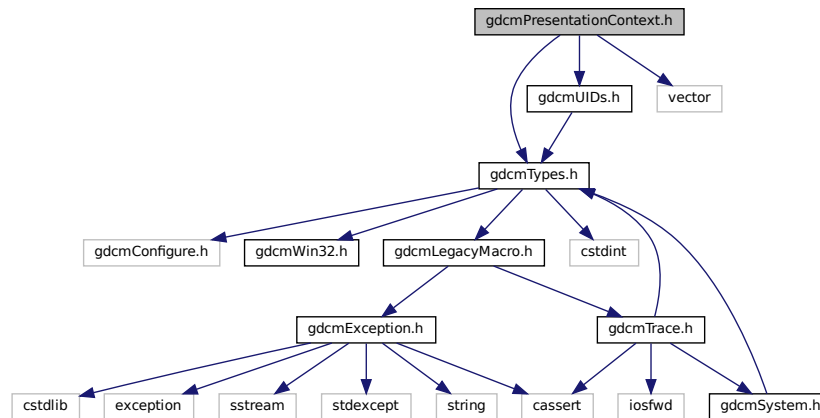 gdcmPresentationContext.h
gdcmUIDs.h
vector
gdcmTypes.h
gdcmConfigure.h
gdcmWin32.h
gdcmLegacyMacro.h
cstdint
gdcmException.h
gdcmTrace.h
cstdlib
exception
sstream
stdexcept
string
cassert
iosfwd
gdcmSystem.h